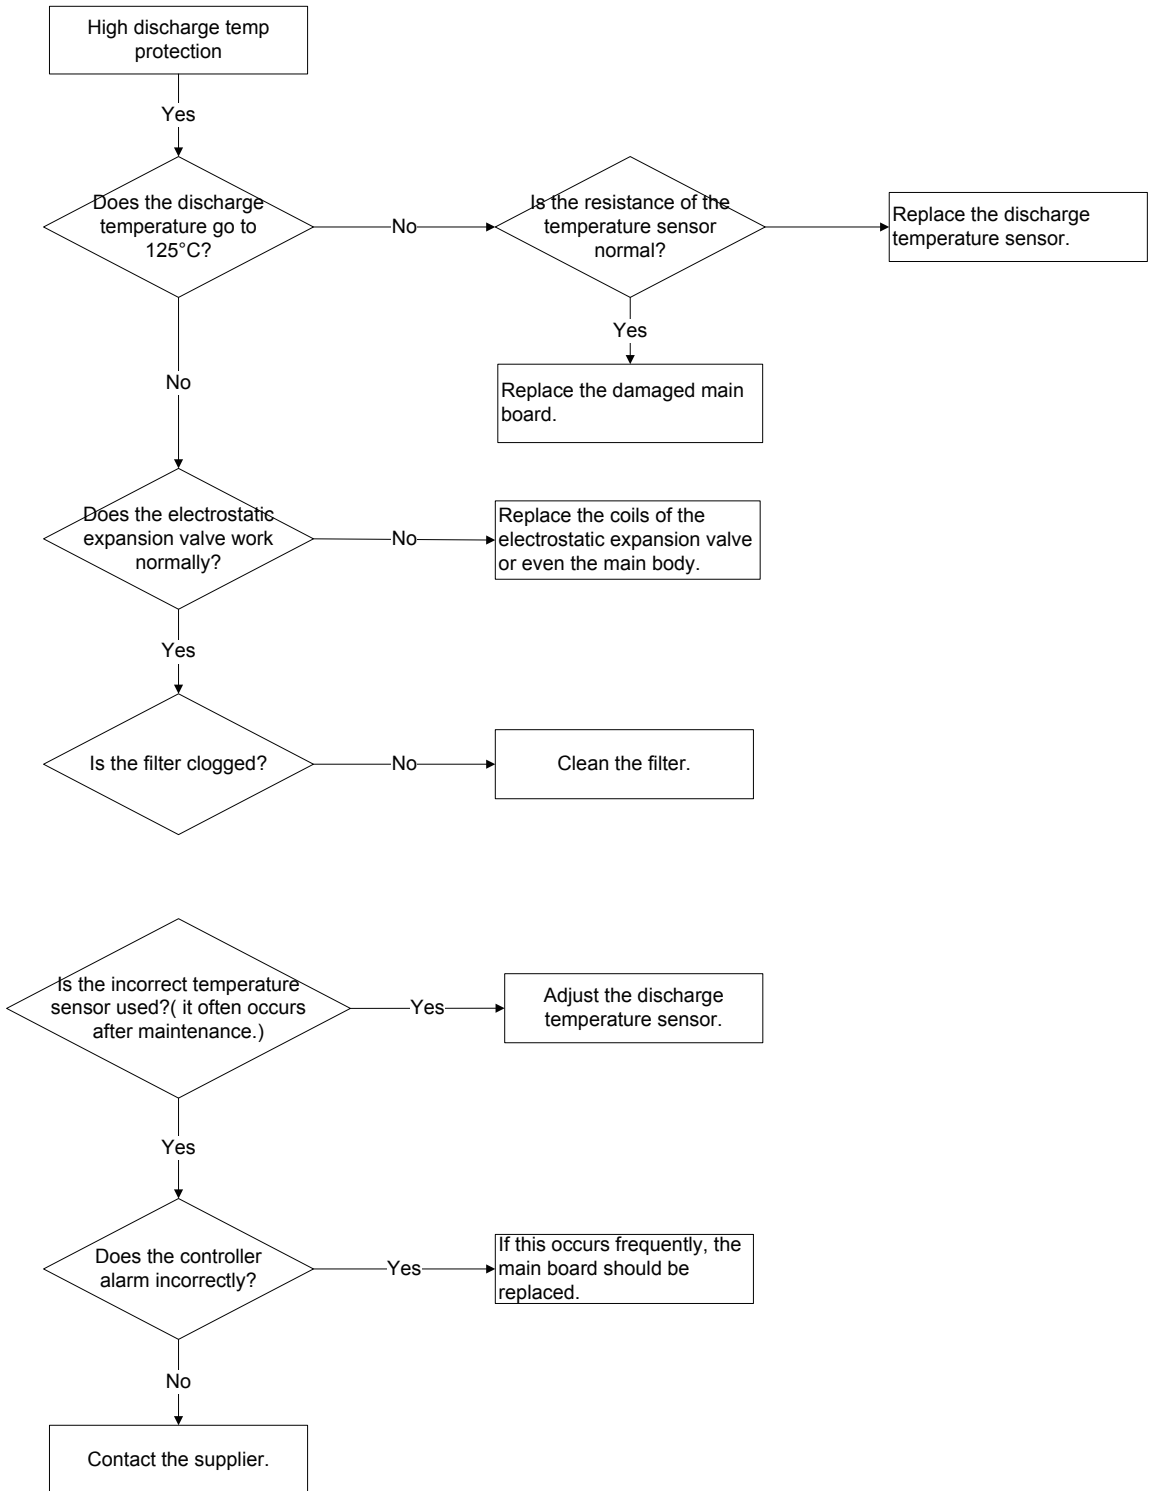 High discharge temp
protection
Yes
Does the discharge
temperature go to
125°C?
No
Is the resistance of the
temperature sensor
normal?
Replace the discharge
temperature sensor.
Yes
Replace the damaged main
board.
No
Does the electrostatic
expansion valve work
normally?
No
Replace the coils of the
electrostatic expansion valve
or even the main body.
Yes
Is the filter clogged?
No
Clean the filter.
Is the incorrect temperature
sensor used?( it often occurs
after maintenance.)
Yes
Adjust the discharge
temperature sensor.
Yes
Does the controller
alarm incorrectly?
Yes
If this occurs frequently, the
main board should be
replaced.
No
Contact the supplier.